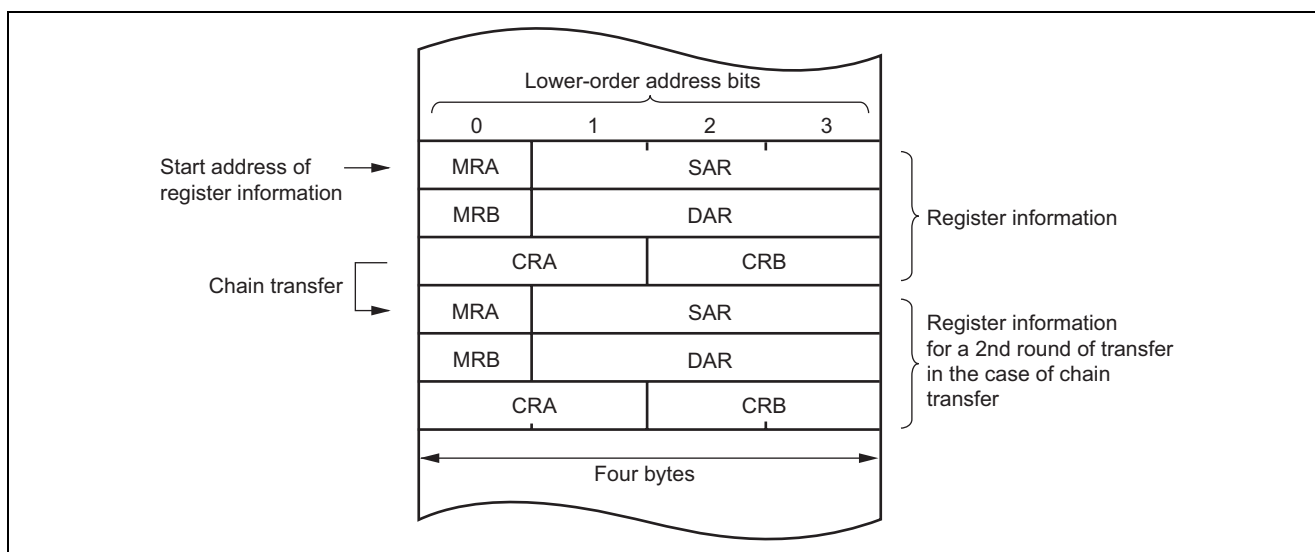 Lower-order address bits
0 1 2 3
Start address of
register information
MRA SAR
MRB DAR
CRA CRB
Register information
Chain transfer
MRA SAR
MRB DAR
CRA CRB
Register information
for a 2nd round of transfer
in the case of chain
transfer
Four bytes